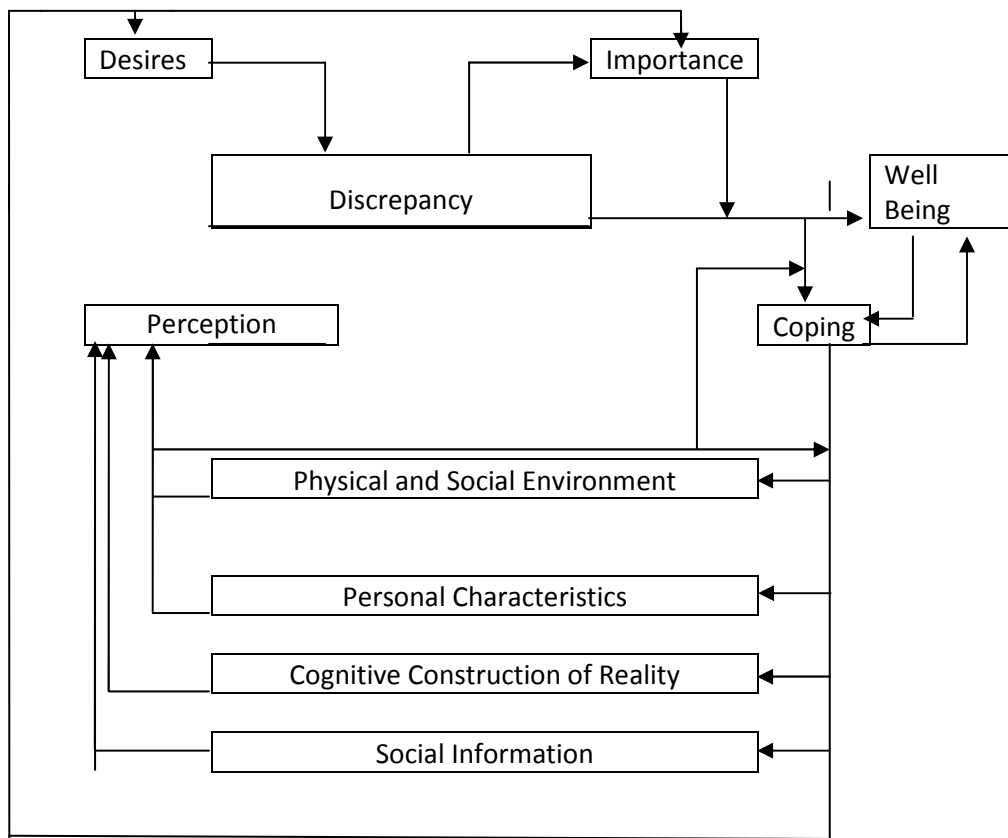 Desires
Importance
Discrepancy
Well
Being
Perception
Coping
Physical and Social Environment
Personal Characteristics
Cognitive Construction of Reality
Social Information